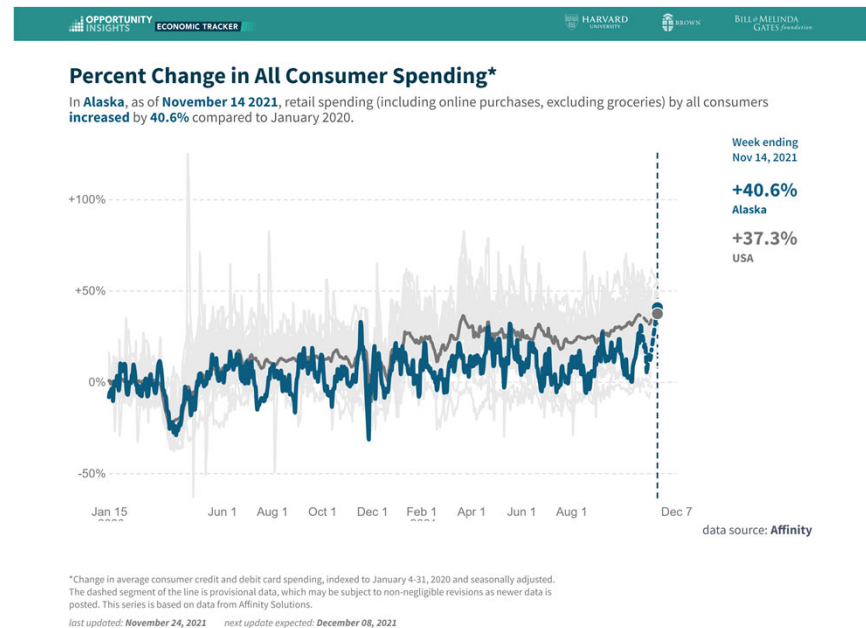 OPPORTUNITY
INSIGHTS
ECONOMIC TRACKER
HARVARD
UNIVERSITY
BROWN
BILL & MELINDA
GATES foundation
Percent Change in All Consumer Spending*
In Alaska, as of November 14 2021, retail spending (including online purchases, excluding groceries) by all consumers
increased by 40.6% compared to January 2020.
Week ending
Nov 14, 2021
+40.6%
Alaska
+37.3%
USA
+100%
+50%
0%
-50%
Jan 15 Jun 1 Aug 1 Oct 1 Dec 1 Feb 1 Apr 1 Jun 1 Aug 1 Dec 7
data source: Affinity
*Change in average consumer credit and debit card spending, indexed to January 4-31, 2020 and seasonally adjusted.
The dashed segment of the line is provisional data, which may be subject to non-negligible revisions as newer data is
posted. This series is based on data from Affinity Solutions.
last updated: November 24, 2021 next update expected: December 08, 2021